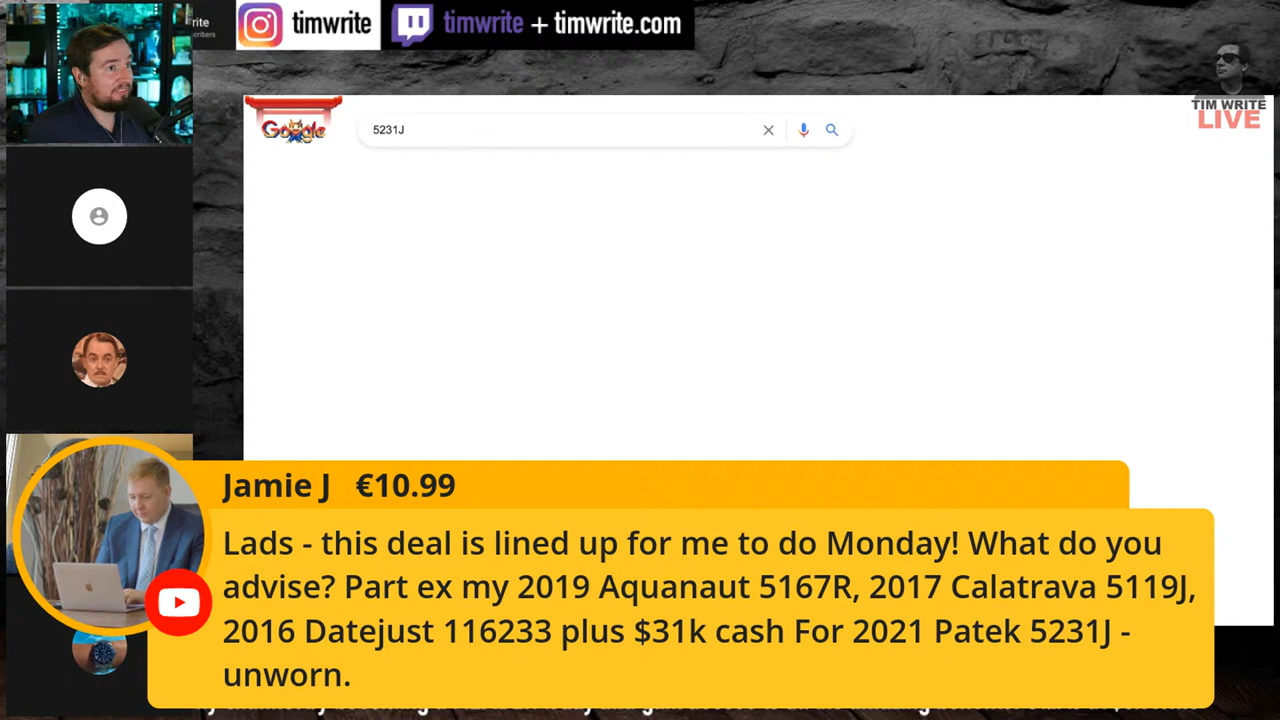 rite
timwrite
timwrite + timwrite.com
TIM WRITE
LIVE
Google
5231J
Jamie J €10.99
Lads - this deal is lined up for me to do Monday! What do you
advise? Part ex my 2019 Aquanaut 5167R, 2017 Calatrava 5119J,
2016 Datejust 116233 plus $31k cash For 2021 Patek 5231J -
unworn.